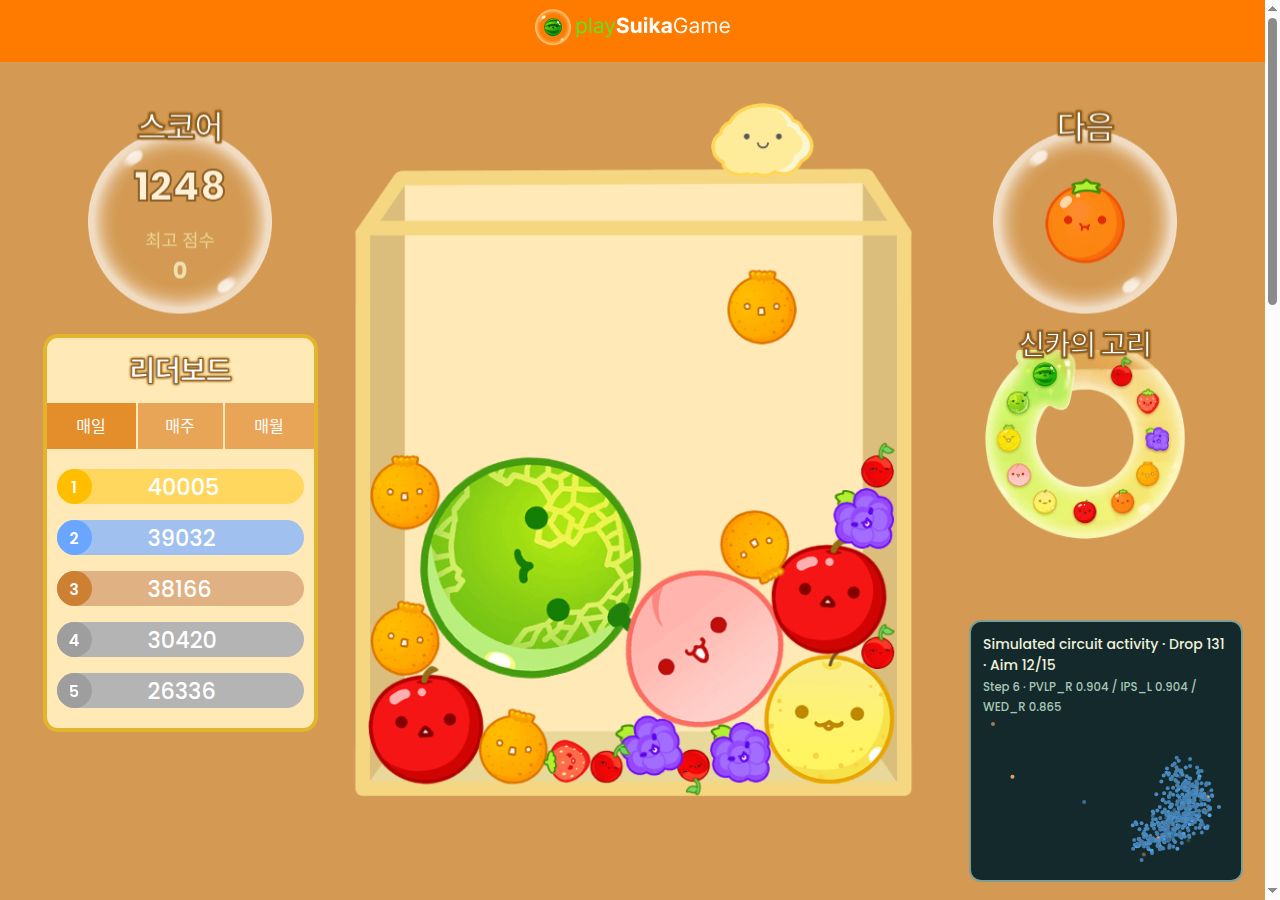 playSuikaGame
스코어
1248
최고 점수
0
리더보드
매일 매주 매월
1 40005
2 39032
3 38166
4 30420
5 26336
다음
신카의 고리
Simulated circuit activity · Drop 131
· Aim 12/15
Step 6 · PVLP_R 0.904 / IPS_L 0.904 /
WED_R 0.865